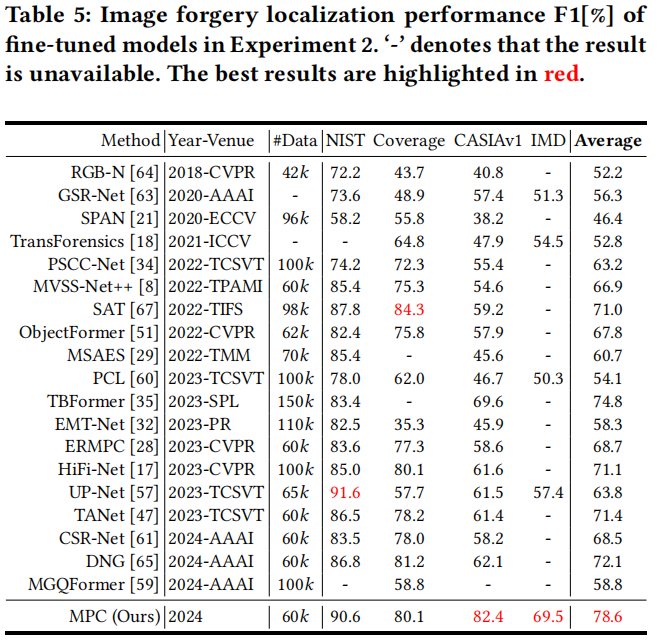 Table 5: Image forgery localization performance F1[%] of
fine-tuned models in Experiment 2. ‘-’ denotes that the result
is unavailable. The best results are highlighted in red.
Method Year-Venue #Data NIST Coverage CASIAv1 IMD Average
RGB-N [64] 2018-CVPR 42k 72.2 43.7 40.8 - 52.2
GSR-Net [63] 2020-AAAI - 73.6 48.9 57.4 51.3 56.3
SPAN [21] 2020-ECCV 96k 58.2 55.8 38.2 - 46.4
TransForensics [18] 2021-ICCV - - 64.8 47.9 54.5 52.8
PSCC-Net [34] 2022-TCSVT 100k 74.2 72.3 55.4 - 63.2
MVSS-Net++ [8] 2022-TPAMI 60k 85.4 75.3 54.6 - 66.9
SAT [67] 2022-TIFS 98k 87.8 84.3 59.2 - 71.0
ObjectFormer [51] 2022-CVPR 62k 82.4 75.8 57.9 - 67.8
MSAES [29] 2022-TMM 70k 85.4 - 45.6 - 60.7
PCL [60] 2023-TCSVT 100k 78.0 62.0 46.7 50.3 54.1
TBFormer [35] 2023-SPL 150k 83.4 - 69.6 - 74.8
EMT-Net [32] 2023-PR 110k 82.5 35.3 45.9 - 58.3
ERMPC [28] 2023-CVPR 60k 83.6 77.3 58.6 - 68.7
HiFi-Net [17] 2023-CVPR 100k 85.0 80.1 61.6 - 71.1
UP-Net [57] 2023-TCSVT 65k 91.6 57.7 61.5 57.4 63.8
TANet [47] 2023-TCSVT 60k 86.5 78.2 61.4 - 71.4
CSR-Net [61] 2024-AAAI 60k 83.5 78.0 58.2 - 68.5
DNG [65] 2024-AAAI 60k 86.8 81.2 62.1 - 72.1
MGQFormer [59] 2024-AAAI 100k - 58.8 - - 58.8
MPC (Ours) 2024 60k 90.6 80.1 82.4 69.5 78.6